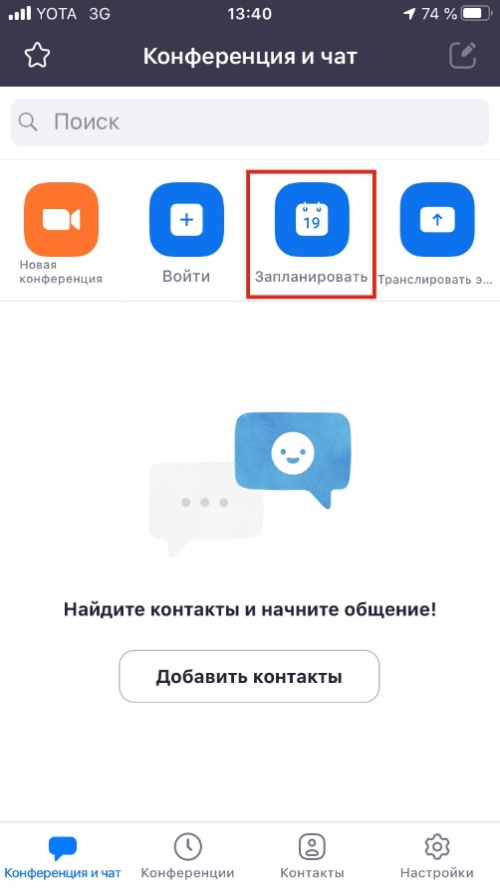 YOTA 3G 13:40 74 %
Конференция и чат
Поиск
19
Новая
конференция
Войти
Запланировать
Транслировать э...
Найдите контакты и начните общение!
Добавить контакты
Конференция и чат
Конференции
Контакты
Настройки